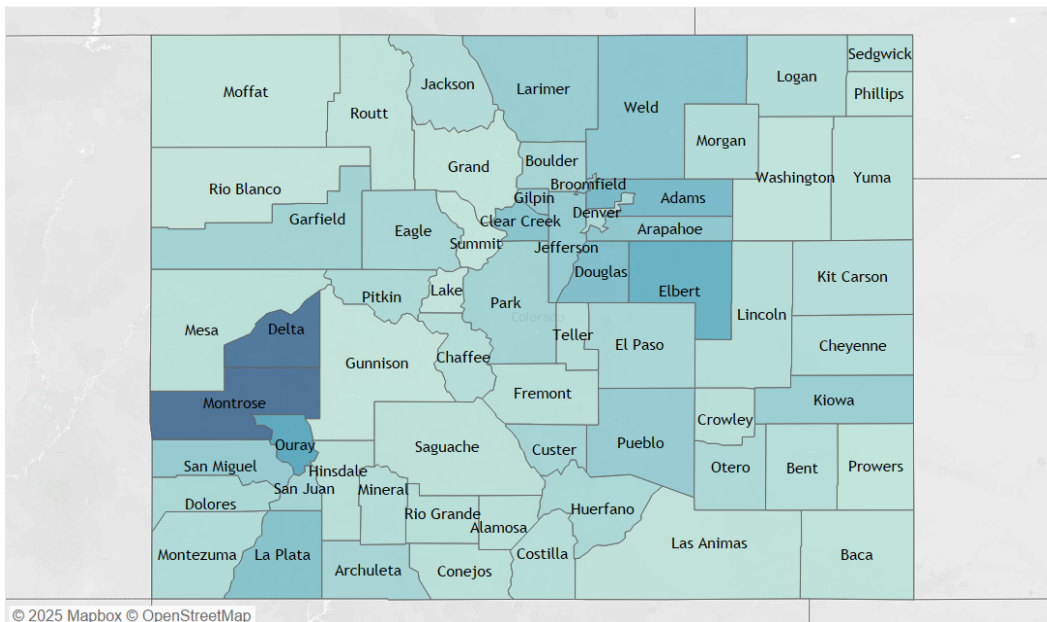 Sedgwick
Jackson
Logan
Moffat
Larimer
Phillips
Weld
Routt
Morgan
Boulder
Grand
Washington
Yuma
Broomfield
Rio Blanco
Gilpin
Adams
Denver
Garfield
Clear Creek
Eagle
Arapahoe
Summit
Jefferson
Douglas
Kit Carson
Lake
Elbert
Pitkin
Park
Lincoln
Colorado
Mesa
Delta
Teller
El Paso
Cheyenne
Chaffee
Gunnison
Fremont
Kiowa
Montrose
Crowley
Pueblo
Ouray
Saguache
Custer
San Miguel
Hinsdale
Otero
Bent
Prowers
San Juan
Mineral
Dolores
Huerfano
Rio Grande
Alamosa
Las Animas
Montezuma
La Plata
Costilla
Baca
Archuleta
Conejos
© 2025 Mapbox © OpenStreetMap